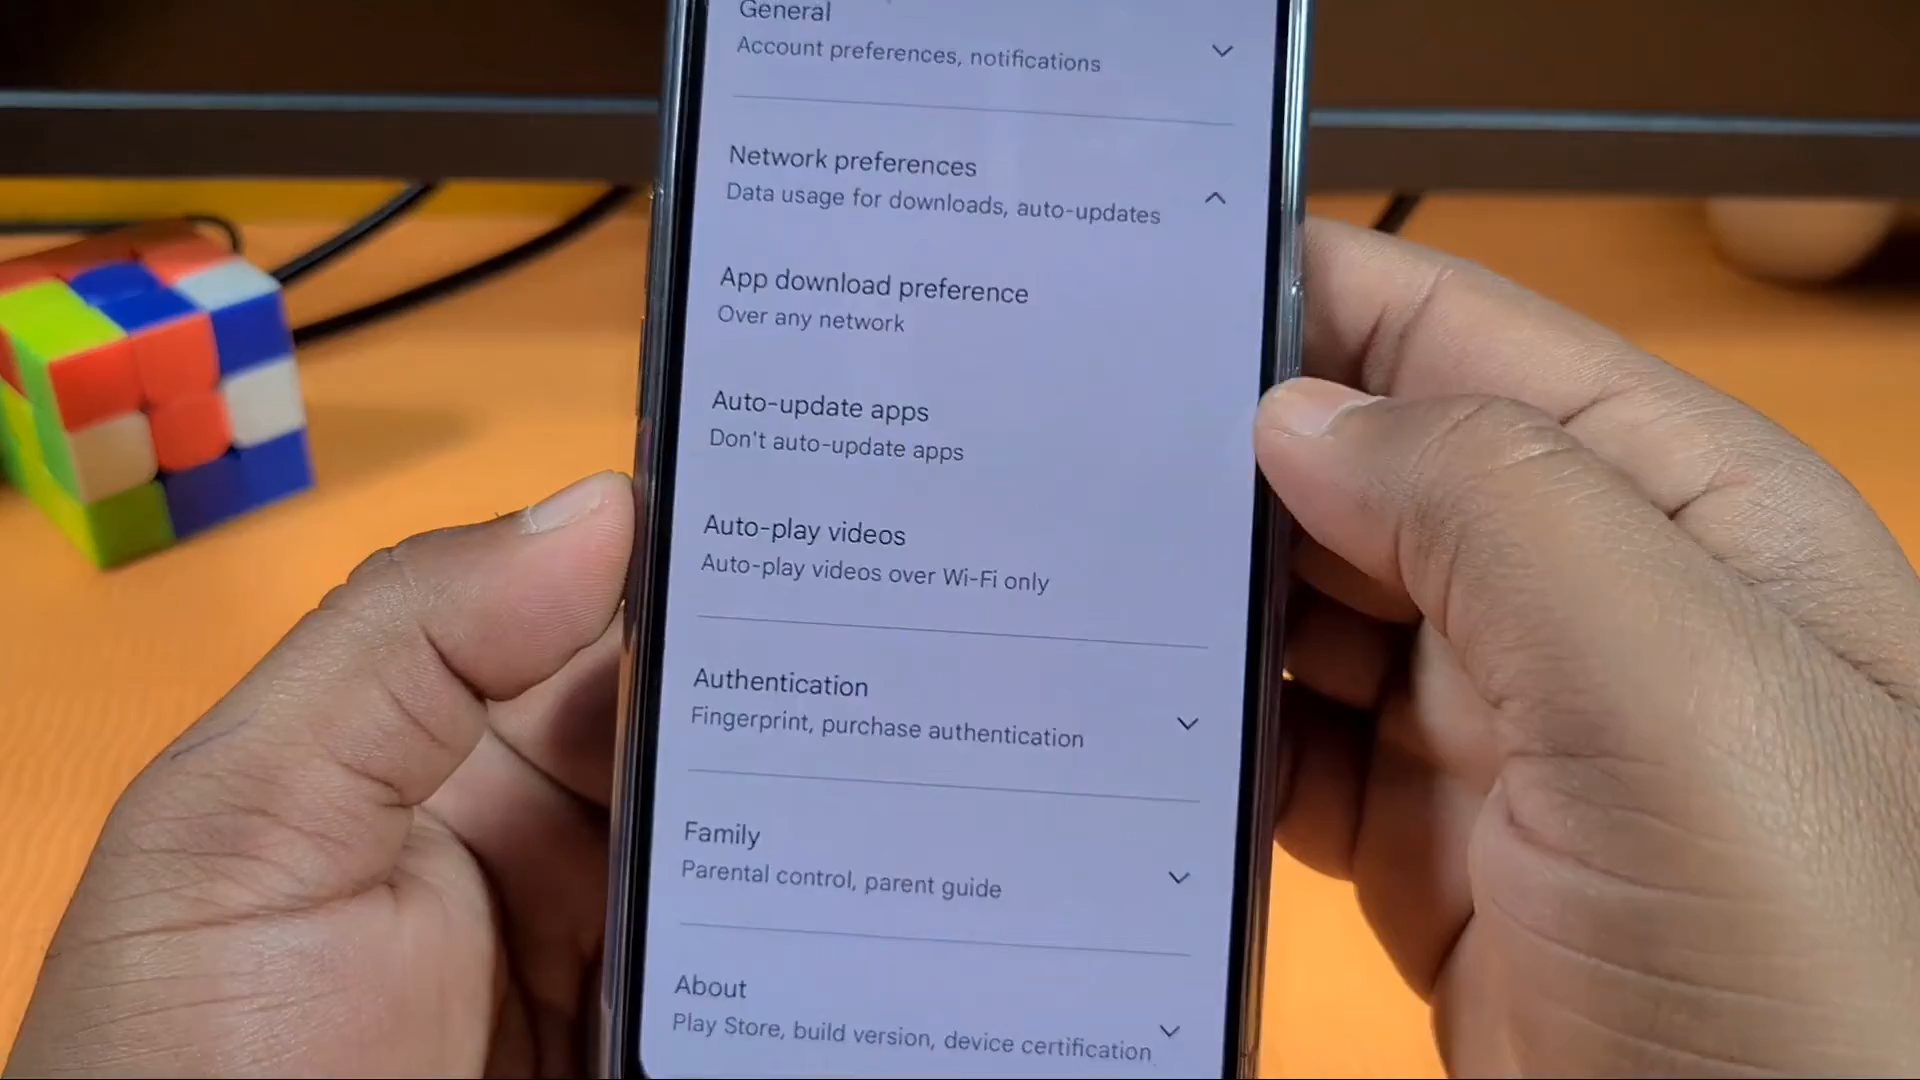 General
Account preferences, notifications
Network preferences
Data usage for downloads, auto-updates
App download preference
Over any network
Auto-update apps
Don't auto-update apps
Auto-play videos
Auto-play videos over Wi-Fi only
Authentication
Fingerprint, purchase authentication
Family
Parental control, parent guide
About
Play Store, build version, device certification